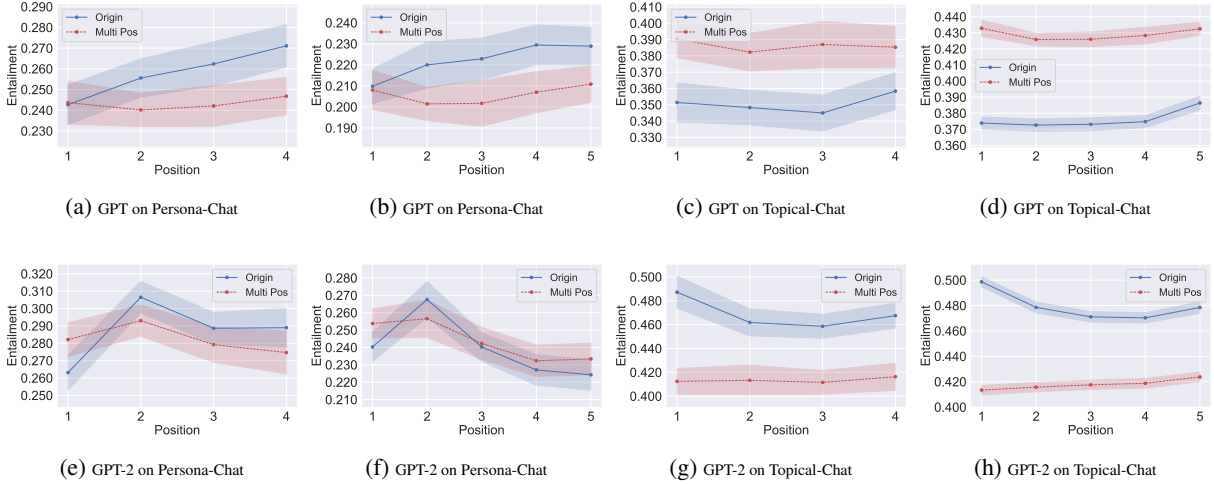 0.290
0.280
0.270
0.260
0.250
0.240
0.230
Entailment
Origin
Multi Pos
1 2 3 4
Position
(a) GPT on Persona-Chat
0.240
0.230
0.220
0.210
0.200
0.190
Entailment
Origin
Multi Pos
1 2 3 4 5
Position
(b) GPT on Persona-Chat
0.410
0.400
0.390
0.380
0.370
0.360
0.350
0.340
0.330
Entailment
Origin
Multi Pos
1 2 3 4
Position
(c) GPT on Topical-Chat
0.440
0.430
0.420
0.410
0.390
0.380
0.370
0.360
Entailment
Origin
Multi Pos
1 2 3 4 5
Position
(d) GPT on Topical-Chat
0.320
0.310
0.300
0.290
0.280
0.270
0.260
0.250
Entailment
Origin
Multi Pos
1 2 3 4
Position
(e) GPT-2 on Persona-Chat
0.280
0.270
0.260
0.250
0.240
0.230
0.220
0.210
Entailment
Origin
Multi Pos
1 2 3 4 5
Position
(f) GPT-2 on Persona-Chat
0.500
0.480
0.460
0.420
0.400
Entailment
Origin
Multi Pos
1 2 3 4
Position
(g) GPT-2 on Topical-Chat
0.500
0.480
0.460
0.420
0.400
Entailment
Origin
Multi Pos
1 2 3 4 5
Position
(h) GPT-2 on Topical-Chat